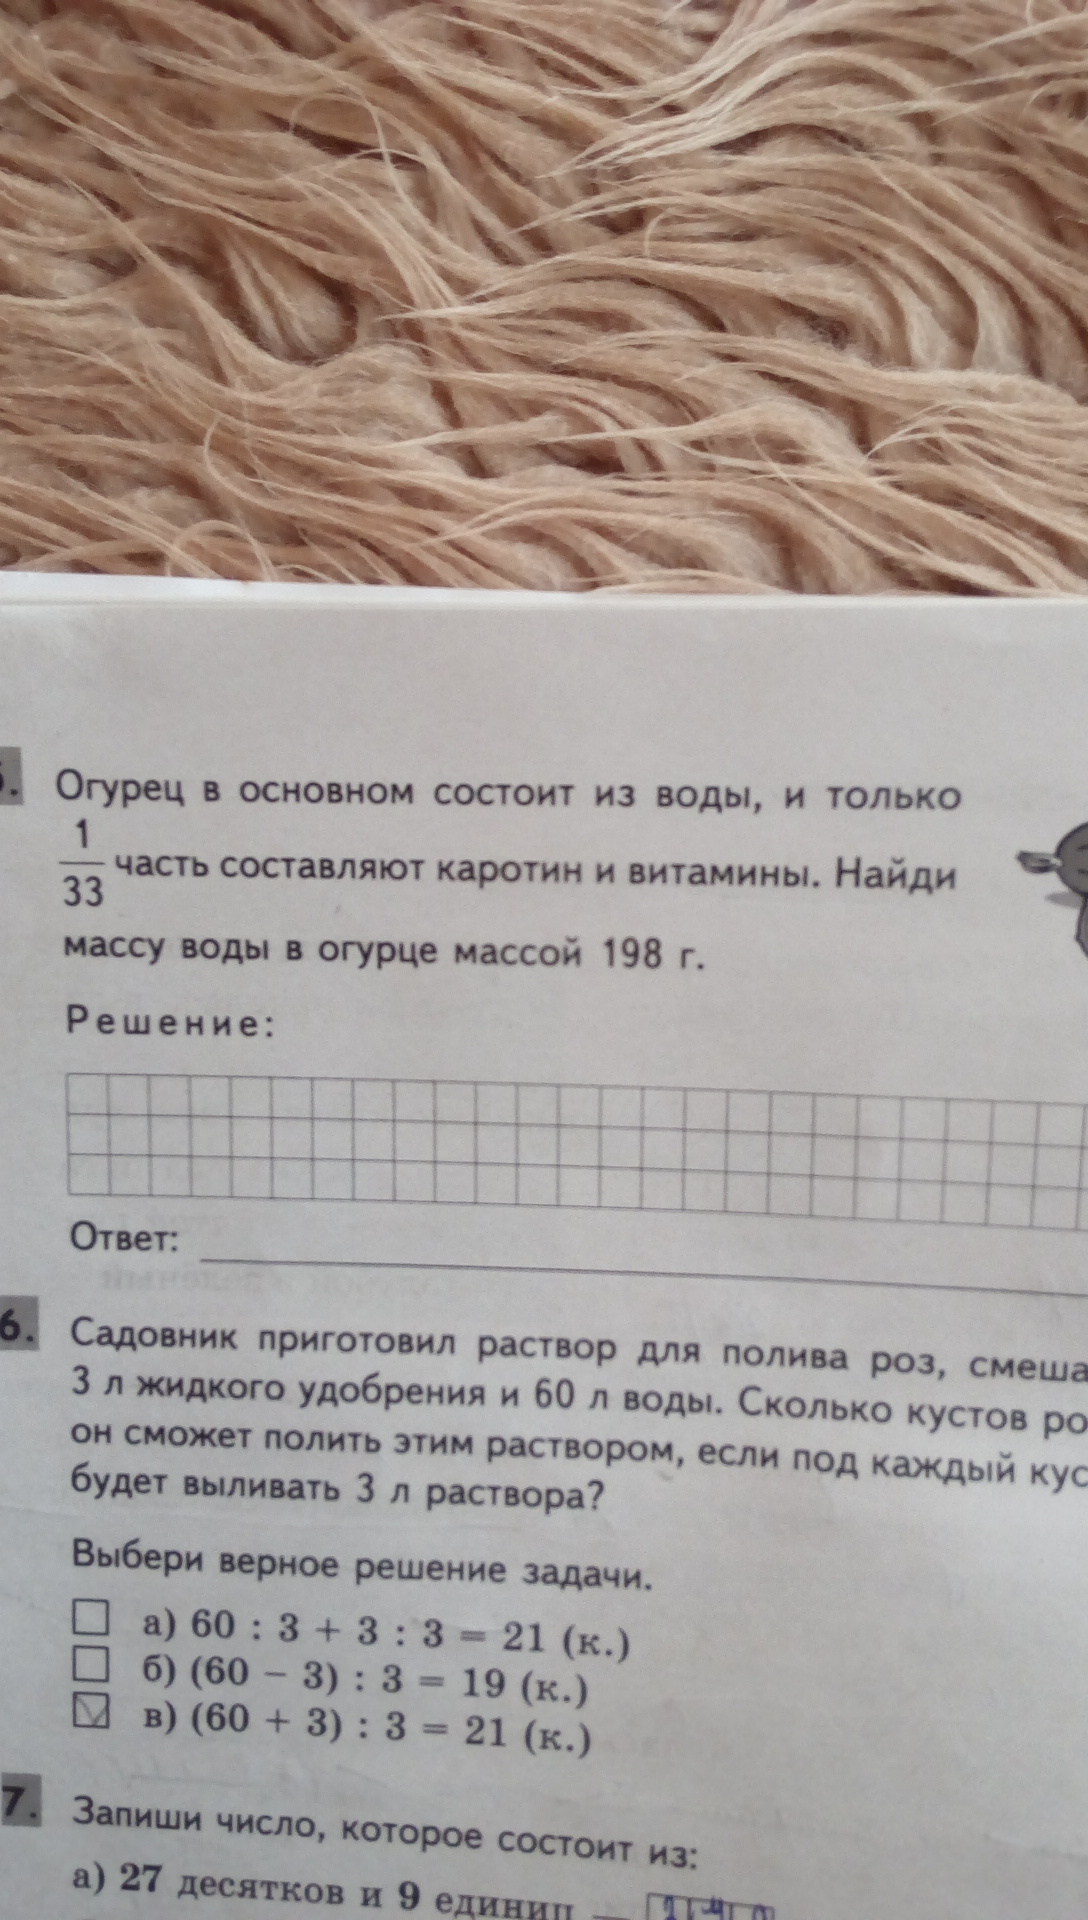 Огурец в основном состоит из воды, и только
1/33 часть составляют каротин и витамины. Найди
массу воды в огурце массой 198 г.
Решение:
Ответ:
6. Садовник приготовил раствор для полива роз,
3 л жидкого удобрения и 60 л воды. Сколько кустов
он сможет полить этим раствором, если под каждый
будет выливать 3 л раствора?
Выбери верное решение задачи.
а) 60 : 3 + 3 : 3 = 21 (к.)
б) (60 − 3) : 3 = 19 (к.)
в) (60 + 3) : 3 = 21 (к.)
7. Запиши число, которое состоит из:
а) 27 десятков и 9 единиц —